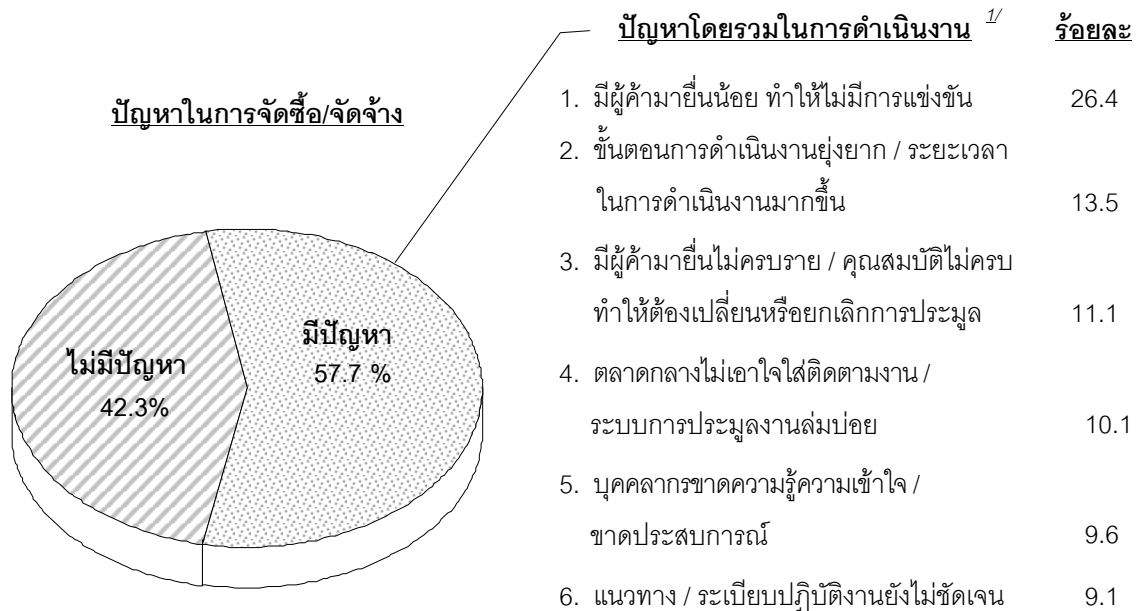 ปัญหาโดยรวมในการดำเนินงาน 1/ ร้อยละ
ปัญหาในการจัดซื้อ/จัดจ้าง
1. มีผู้ค้ามายื่นน้อย ทำให้ไม่มีการแข่งขัน 26.4
2. ขั้นตอนการดำเนินงานยุ่งยาก / ระยะเวลา
ในการดำเนินงานมากขึ้น 13.5
3. มีผู้ค้ามายื่นไม่ครบราย / คุณสมบัติไม่ครบ
ทำให้ต้องเปลี่ยนหรือยกเลิกการประมูล 11.1
4. ตลาดกลางไม่เอาใจใส่ติดตามงาน /
ระบบการประมูลงานล่มบ่อย 10.1
5. บุคคลากรขาดความรู้ความเข้าใจ /
ขาดประสบการณ์ 9.6
6. แนวทาง / ระเบียบปฏิบัติงานยังไม่ชัดเจน 9.1
มีปัญหา
57.7 %
ไม่มีปัญหา
42.3%